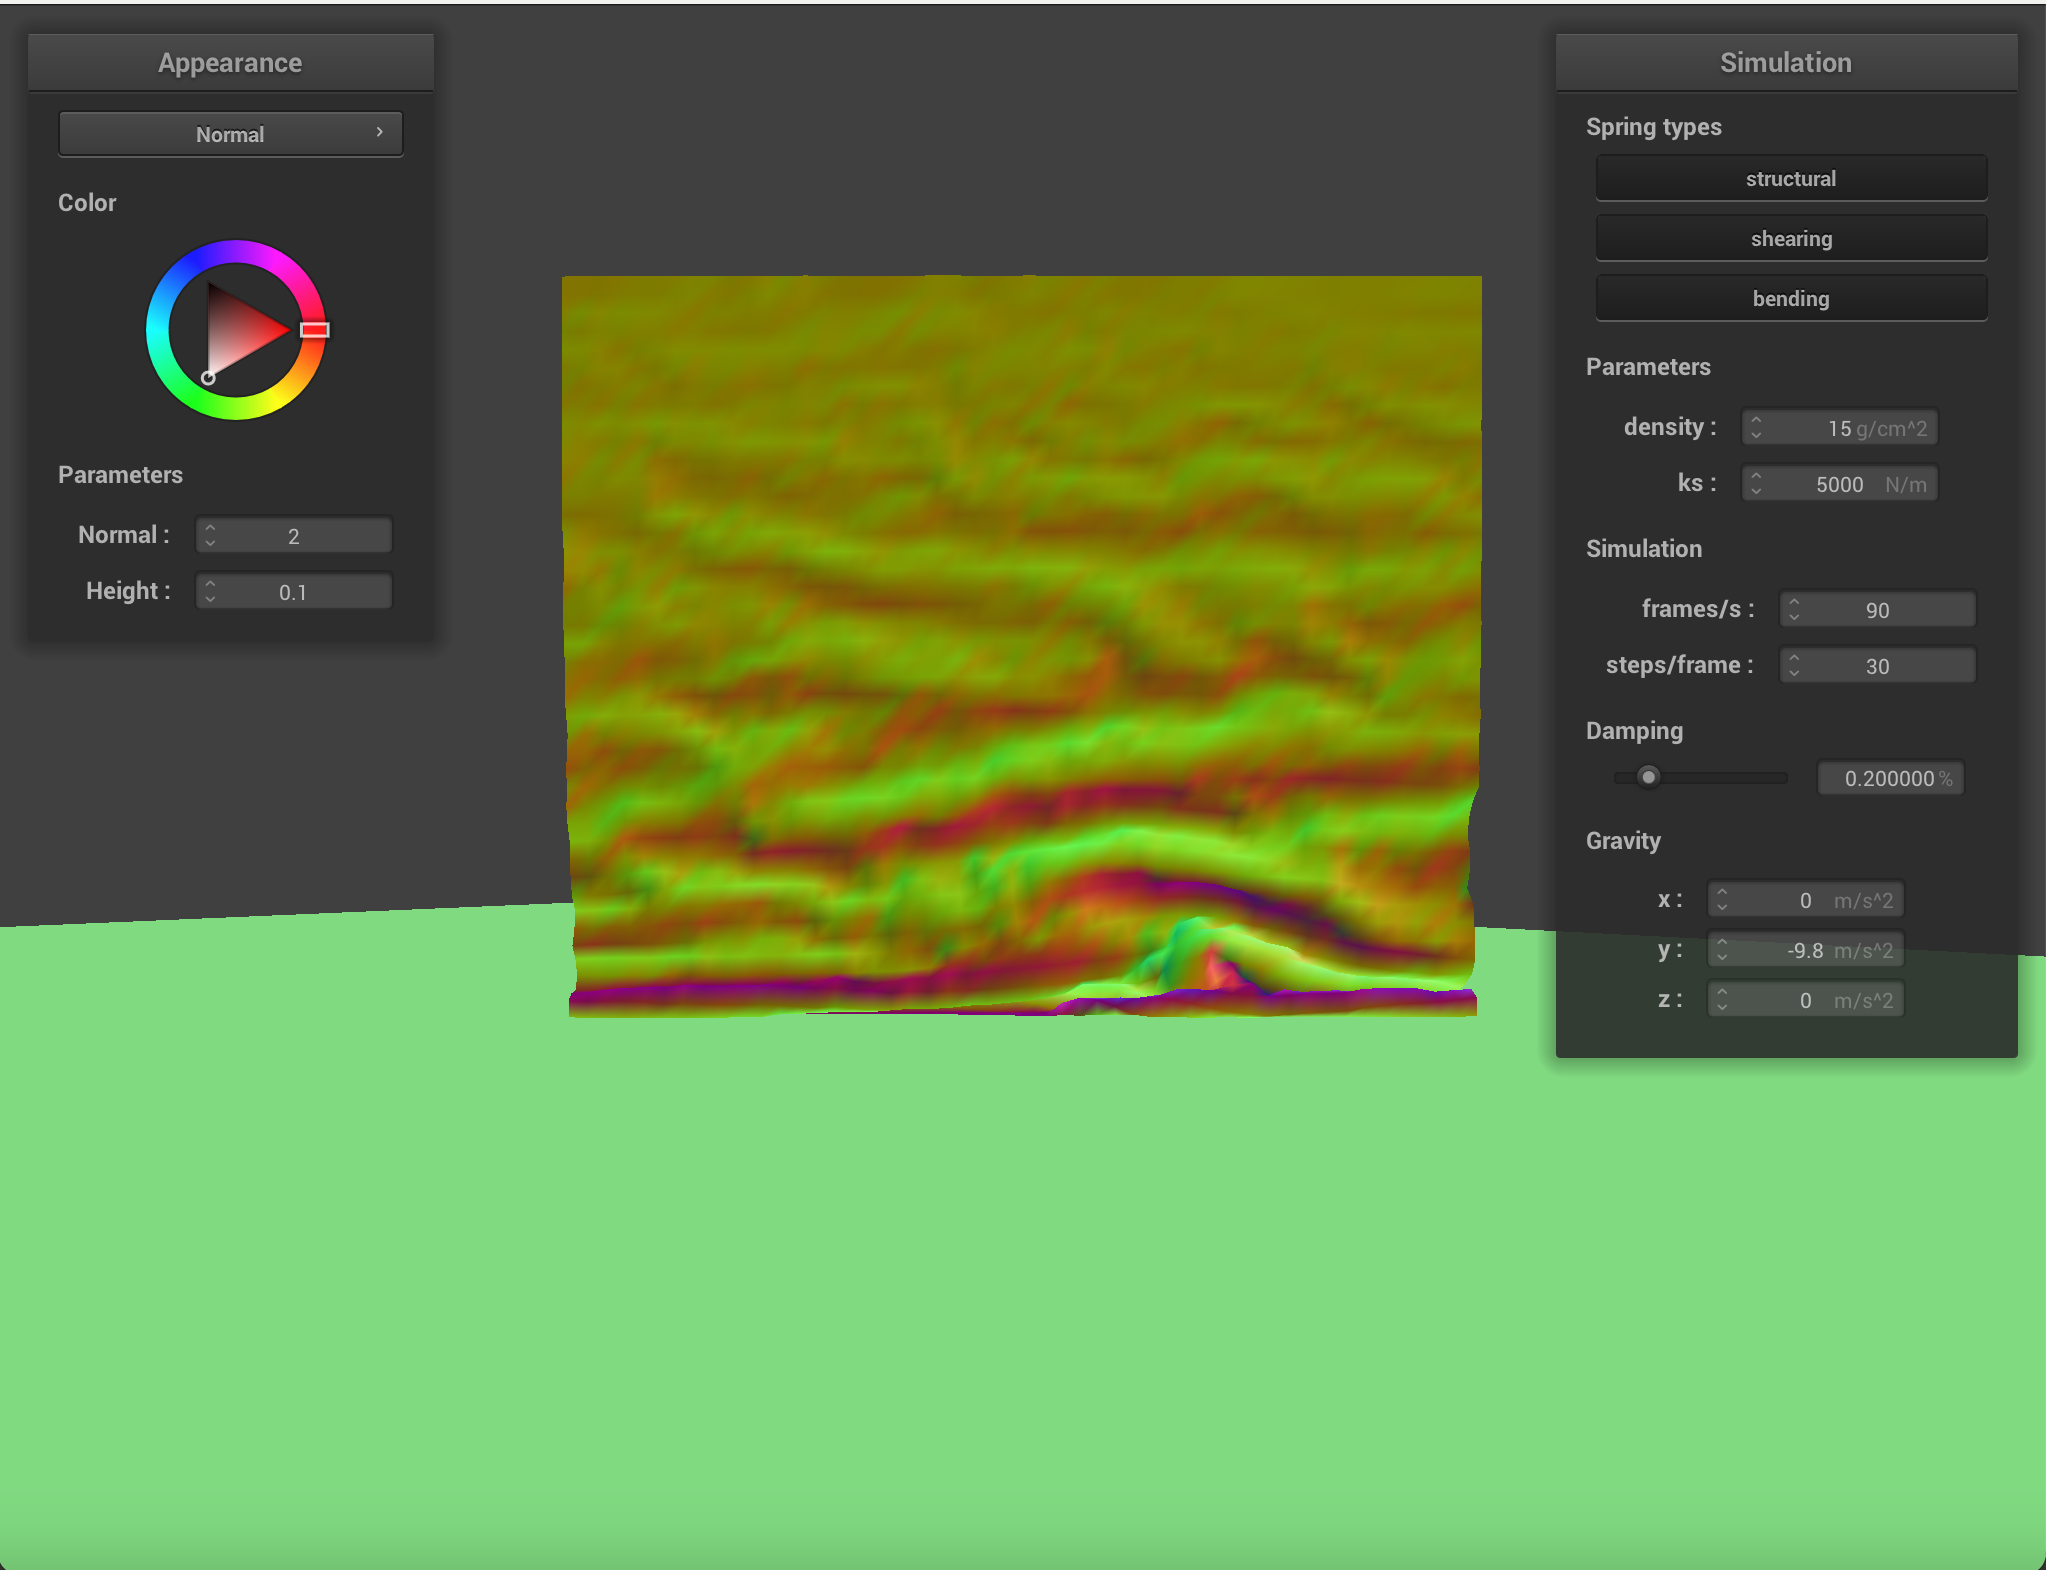 Appearance
Normal
Color
Parameters
Normal : 2
Height : 0.1
Simulation
Spring types
structural
shearing
bending
Parameters
density : 15 g/cm^2
ks : 5000 N/m
Simulation
frames/s : 90
steps/frame : 30
Damping
0.200000 %
Gravity
x : 0 m/s^2
y : -9.8 m/s^2
z : 0 m/s^2